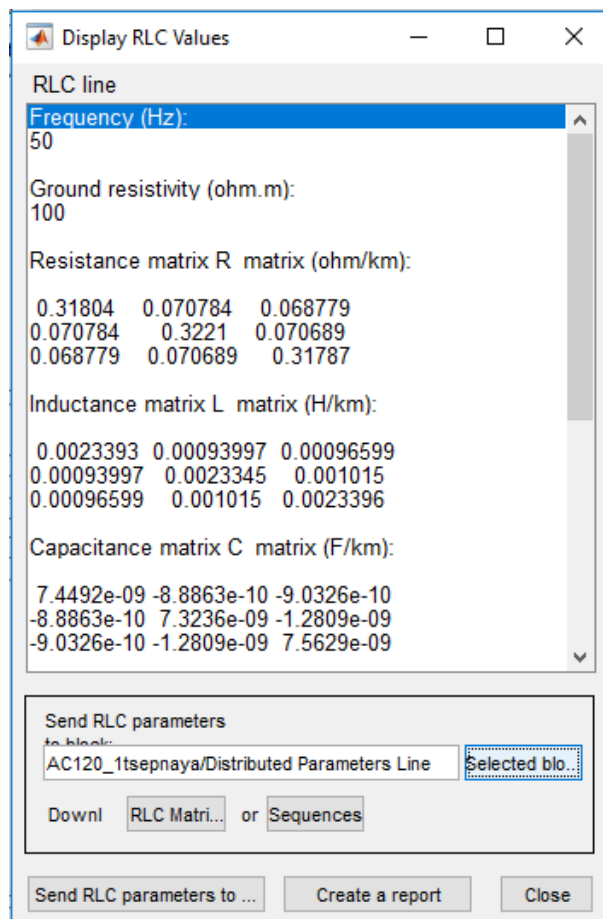 Display RLC Values
RLC line
Frequency (Hz):
50
Ground resistivity (ohm.m):
100
Resistance matrix R matrix (ohm/km):
0.31804 0.070784 0.068779
0.070784 0.3221 0.070689
0.068779 0.070689 0.31787
Inductance matrix L matrix (H/km):
0.0023393 0.00093997 0.00096599
0.00093997 0.0023345 0.001015
0.00096599 0.001015 0.0023396
Capacitance matrix C matrix (F/km):
7.4492e-09 -8.8863e-10 -9.0326e-10
-8.8863e-10 7.3236e-09 -1.2809e-09
-9.0326e-10 -1.2809e-09 7.5629e-09
Send RLC parameters
to block:
AC120_1tsepnaya/Distributed Parameters Line Selected blo..
Downl RLC Matri... or Sequences
Send RLC parameters to ... Create a report Close